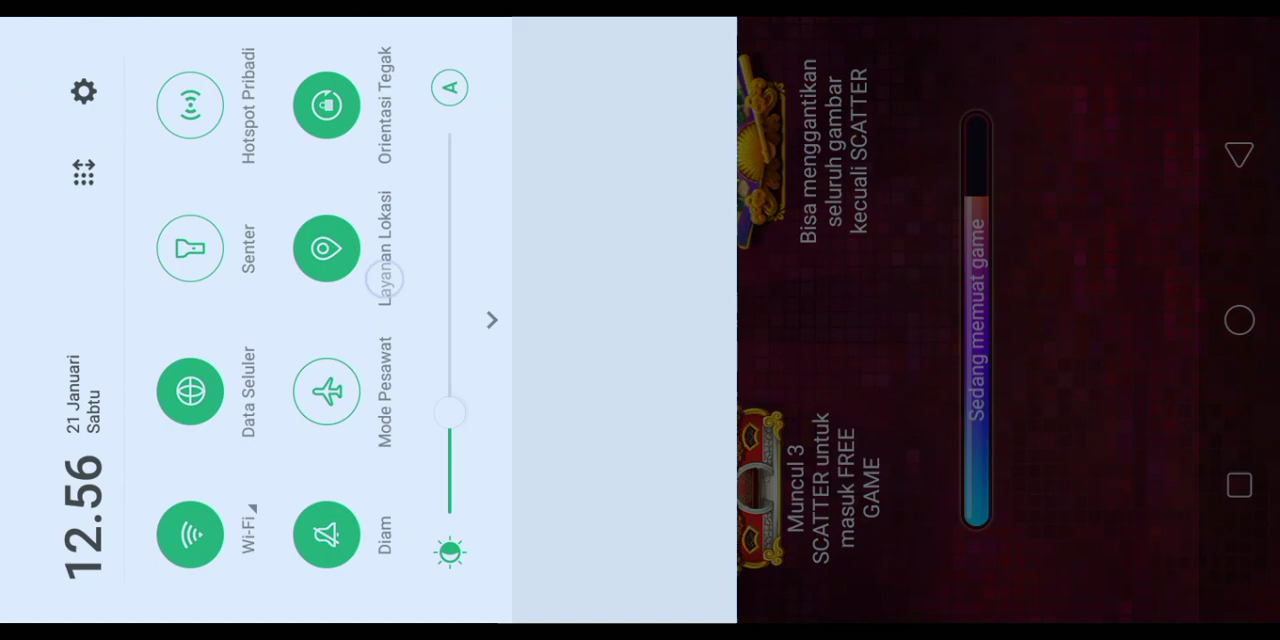 12.56
21 Januari
Sabtu
Wi-Fi
Data Seluler
Senter
Hotspot Pribadi
Diam
Mode Pesawat
Layanan Lokasi
Orientasi Tegak
A
Muncul 3
SCATTER untuk
masuk FREE
GAME
Bisa menggantikan
seluruh gambar
kecuali SCATTER
Sedang memuat game